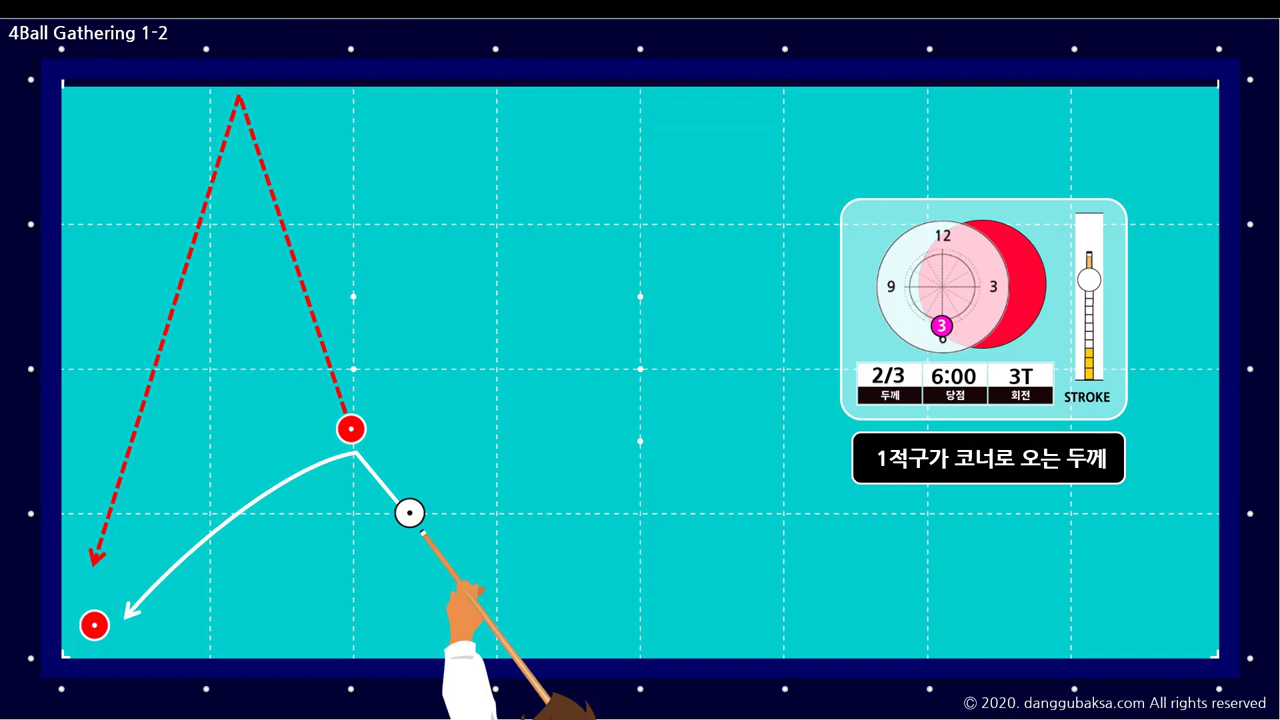 4Ball Gathering 1-2
12
9
3
3
6
2/3
6:00
3T
두께
당점
회전
STROKE
1적구가 코너로 오는 두께
© 2020. danggubaksa.com All rights reserved